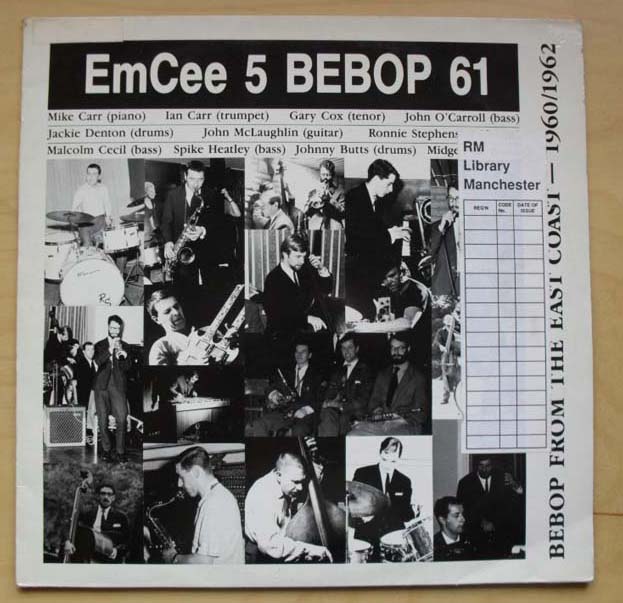 EmCee 5 BEBOP 61
Mike Carr (piano) Ian Carr (trumpet) Gary Cox (tenor) John O'Carroll (bass)
Jackie Denton (drums) John McLaughlin (guitar) Ronnie Stephens
Malcolm Cecil (bass) Spike Heatley (bass) Johnny Butts (drums) Midge
RM
Library
Manchester
REG'N CODE No. DATE OF ISSUE
BEBOP FROM THE EAST COAST — 1960/1962